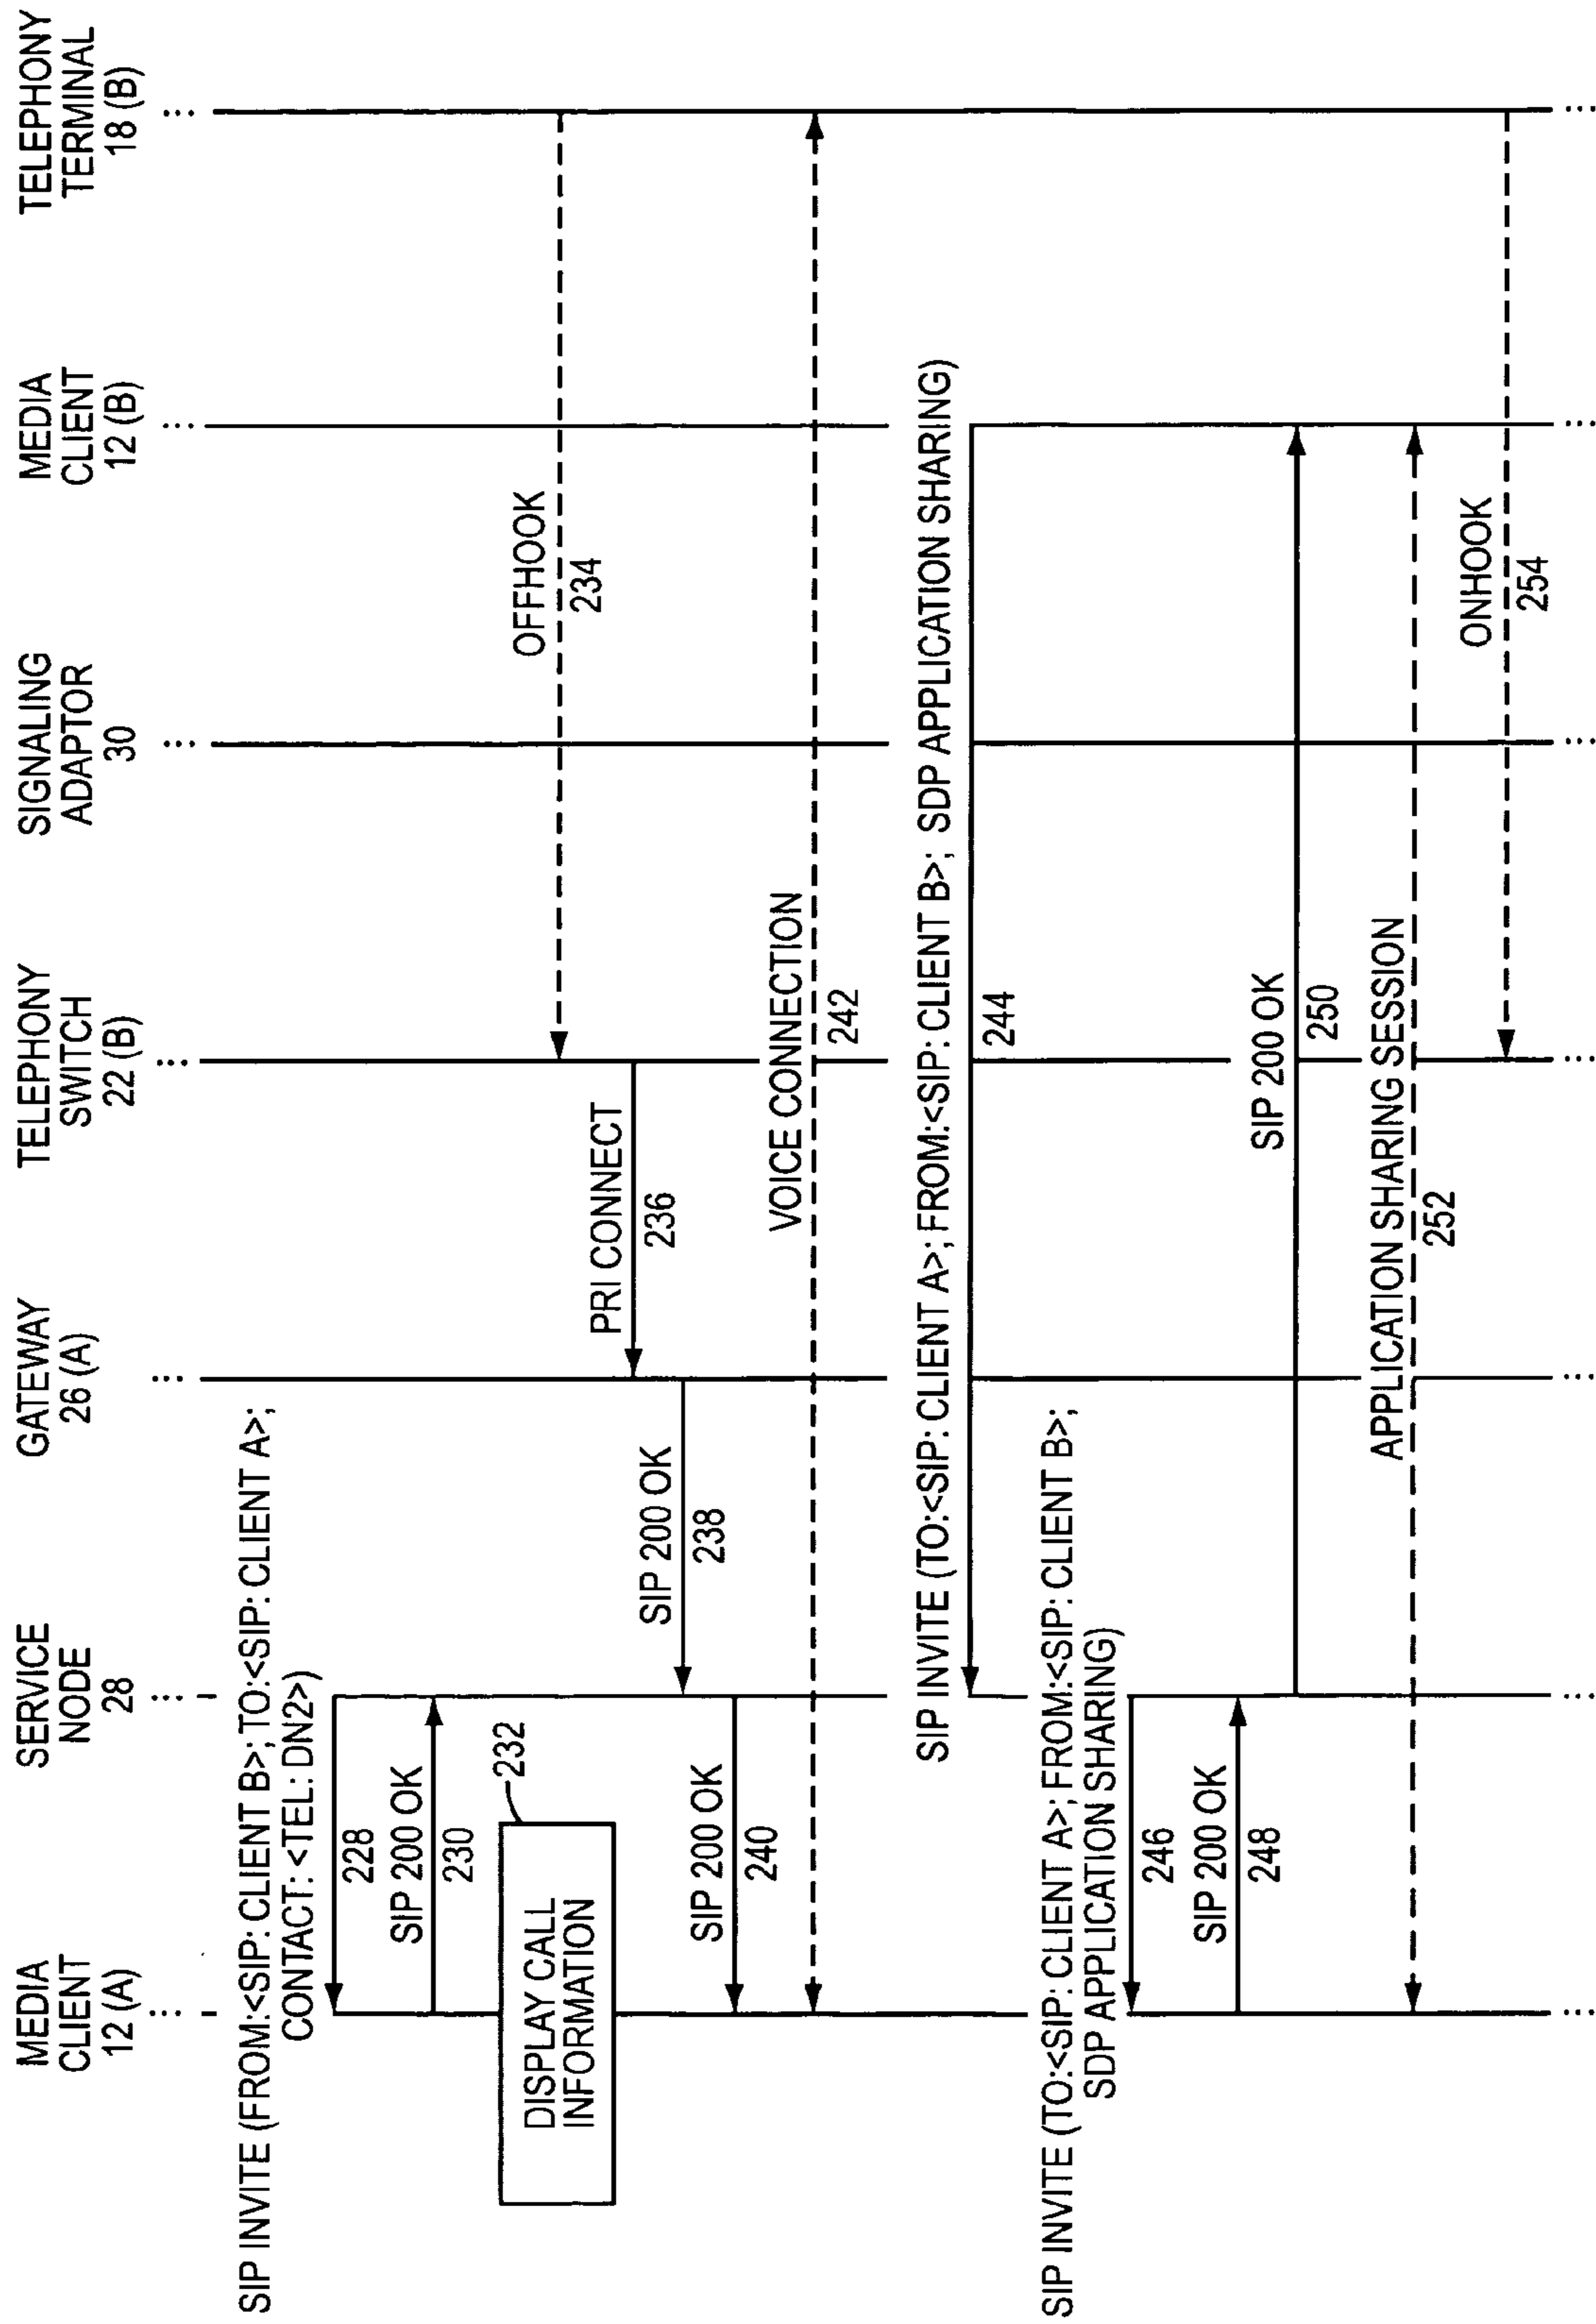 MEDIA
CLIENT
12 (A)
SERVICE
NODE
28
GATEWAY
26 (A)
TELEPHONY
SWITCH
22 (B)
SIGNALING
ADAPTOR
30
MEDIA
CLIENT
12 (B)
TELEPHONY
TERMINAL
18 (B)
SIP INVITE (FROM:<SIP: CLIENT B>; TO:<SIP: CLIENT A>;
CONTACT: <TEL: DN2>)
228
SIP 200 OK
230
232
DISPLAY CALL
INFORMATION
OFFHOOK
234
PRI CONNECT
236
SIP 200 OK
238
SIP 200 OK
240
VOICE CONNECTION
242
SIP INVITE (TO:<SIP: CLIENT A>; FROM:<SIP: CLIENT B>; SDP APPLICATION SHARING)
244
SIP INVITE (TO:<SIP: CLIENT A>; FROM:<SIP: CLIENT B>;
SDP APPLICATION SHARING)
246
SIP 200 OK
248
SIP 200 OK
250
APPLICATION SHARING SESSION
252
ONHOOK
254